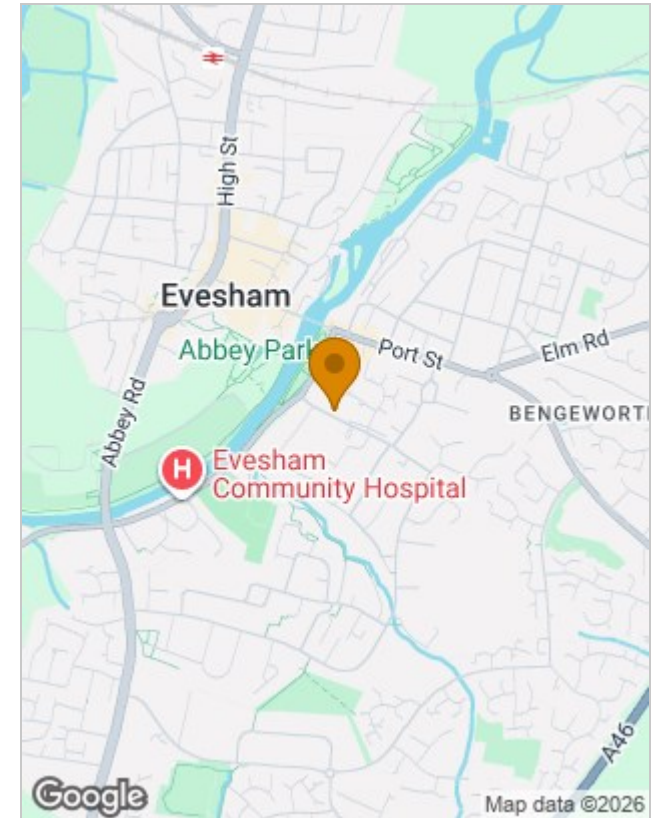 High St
Evesham
Abbey Park
Port St
Elm Rd
Abbey Rd
H
Evesham
Community Hospital
A46
Google
Map data ©2026